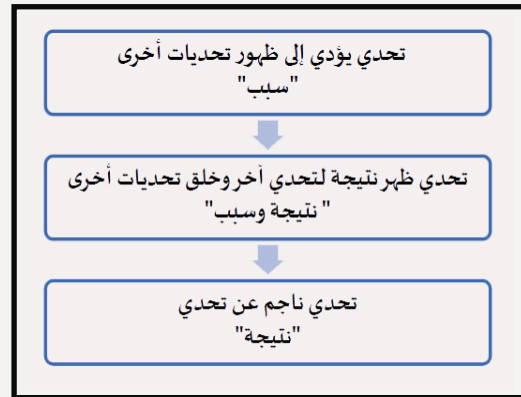 تحدي يؤدي إلى ظهور تحديات أخرى
"سبب"
تحدي ظهر نتيجة لتحدي أخر وخلق تحديات أخرى
" نتيجة وسبب"
تحدي ناجم عن تحدي
"نتيجة"